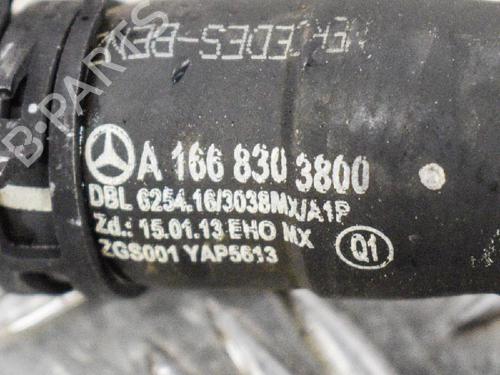 B-PARTS
MERCEDES-BENZ
A 166 830 3800
DBL 6254.16/3038MX/A1P
Zd.: 15.01.13 EHO MX
ZGS001 YAP5613
Q1